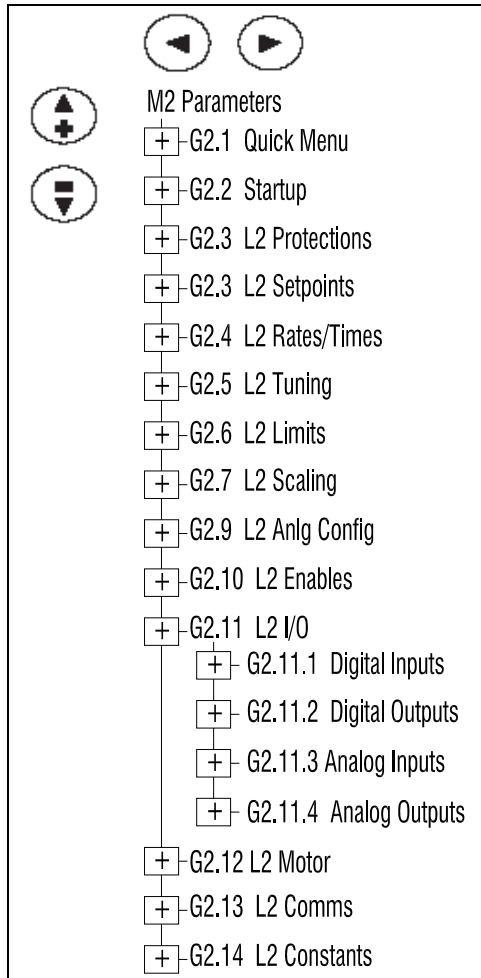 M2 Parameters
+ G2.1 Quick Menu
+ G2.2 Startup
+ G2.3 L2 Protections
+ G2.3 L2 Setpoints
+ G2.4 L2 Rates/Times
+ G2.5 L2 Tuning
+ G2.6 L2 Limits
+ G2.7 L2 Scaling
+ G2.9 L2 Anlg Config
+ G2.10 L2 Enables
+ G2.11 L2 I/O
+ G2.11.1 Digital Inputs
+ G2.11.2 Digital Outputs
+ G2.11.3 Analog Inputs
+ G2.11.4 Analog Outputs
+ G2.12 L2 Motor
+ G2.13 L2 Comms
+ G2.14 L2 Constants